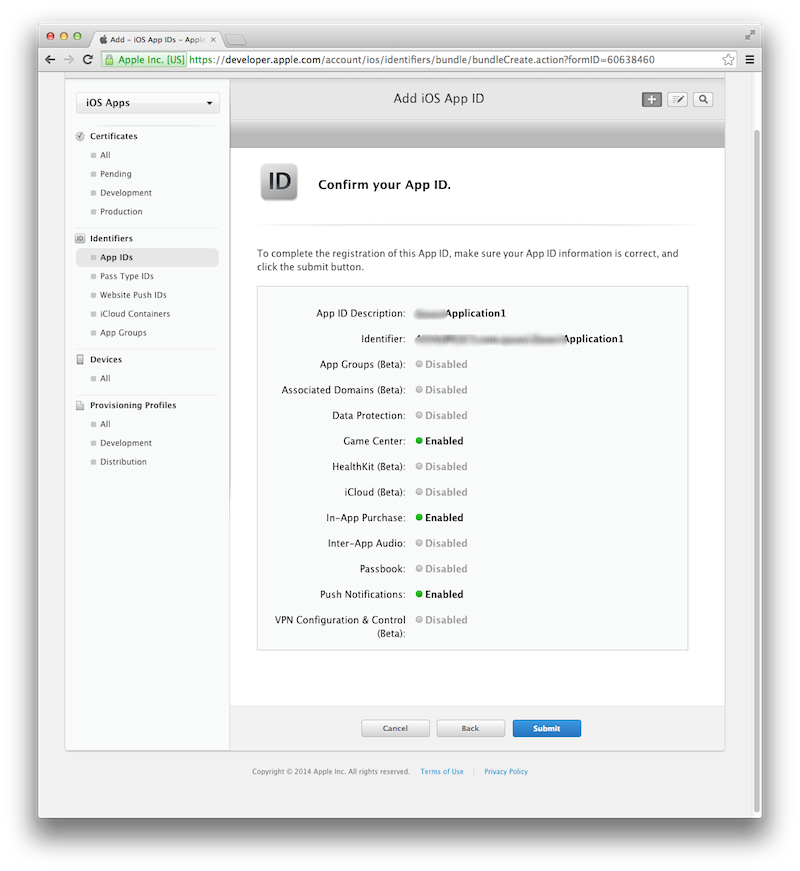 Add - iOS App IDs - Apple
Apple Inc. [US] https://developer.apple.com/account/ios/identifiers/bundle/bundleCreate.action?formID=60638460
iOS Apps
Certificates
All
Pending
Development
Production
Identifiers
App IDs
Pass Type IDs
Website Push IDs
iCloud Containers
App Groups
Devices
All
Provisioning Profiles
All
Development
Distribution
Add iOS App ID
ID Confirm your App ID.
To complete the registration of this App ID, make sure your App ID information is correct, and
click the submit button.
App ID Description: Application1
Identifier: Application1
App Groups (Beta): Disabled
Associated Domains (Beta): Disabled
Data Protection: Disabled
Game Center: Enabled
HealthKit (Beta): Disabled
iCloud (Beta): Disabled
In-App Purchase: Enabled
Inter-App Audio: Disabled
Passbook: Disabled
Push Notifications: Enabled
VPN Configuration & Control Disabled
(Beta):
Cancel Back Submit
Copyright © 2014 Apple Inc. All rights reserved. Terms of Use | Privacy Policy